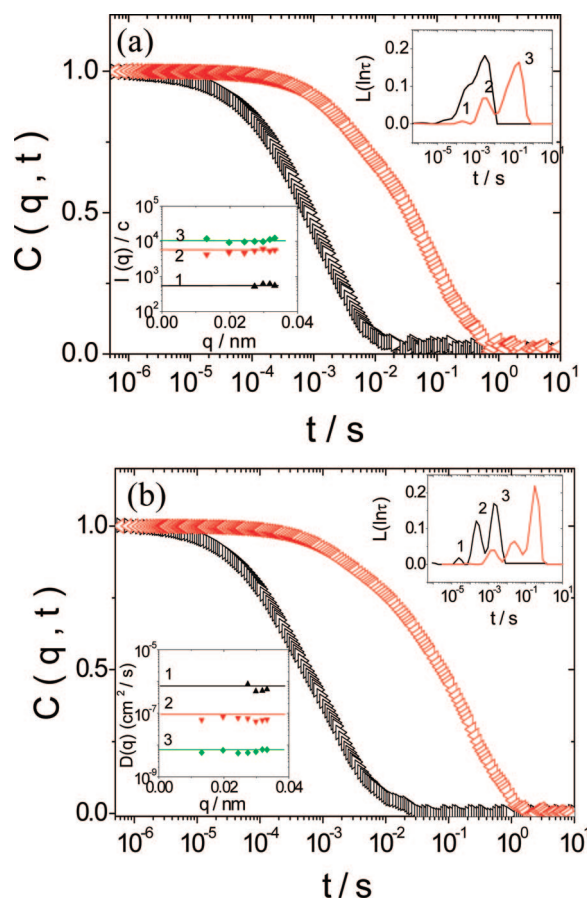 (a)
C ( q , t )
1.0
0.5
0.0
L(lnτ)
0.2
0.1
0.0
1
2
3
10⁻⁵ 10⁻³ 10⁻¹ 10¹
t / s
I (q) / c
10⁵
10⁴
10³
10²
3
2
1
0.00 0.02 0.04
q / nm
10⁻⁶ 10⁻⁵ 10⁻⁴ 10⁻³ 10⁻² 10⁻¹ 10⁰ 10¹
t / s
(b)
C ( q , t )
1.0
0.5
0.0
L(lnτ)
0.2
0.1
0.0
1
2
3
10⁻⁵ 10⁻³ 10⁻¹ 10¹
t / s
D(q) (cm² / s)
10⁻⁵
10⁻⁷
10⁻⁹
1
2
3
0.00 0.02 0.04
q / nm
10⁻⁶ 10⁻⁵ 10⁻⁴ 10⁻³ 10⁻² 10⁻¹ 10⁰ 10¹
t / s